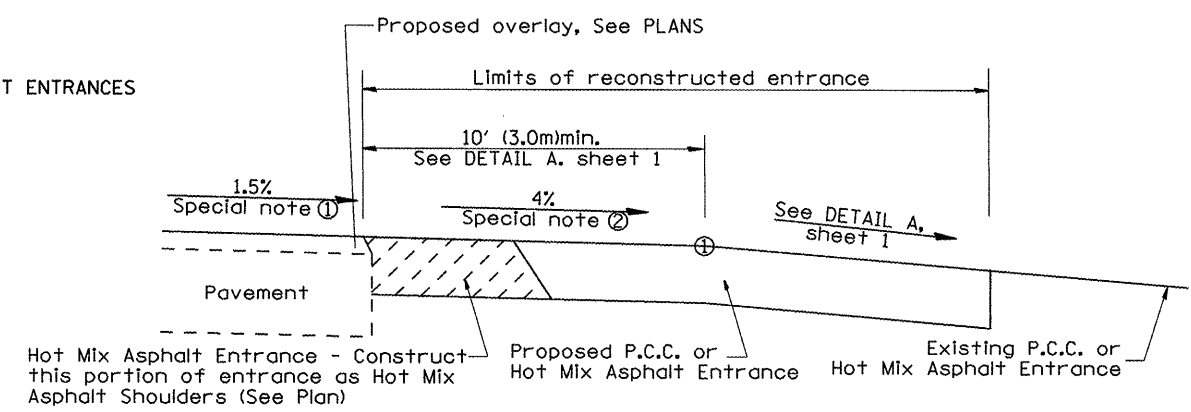 Proposed overlay, See PLANS
T ENTRANCES
Limits of reconstructed entrance
10' (3.0m)min.
See DETAIL A. sheet 1
1.5%
Special note ①
4%
Special note ②
See DETAIL A,
sheet 1
①
Pavement
Hot Mix Asphalt Entrance - Construct
this portion of entrance as Hot Mix
Asphalt Shoulders (See Plan)
Proposed P.C.C. or
Hot Mix Asphalt Entrance
Existing P.C.C. or
Hot Mix Asphalt Entrance